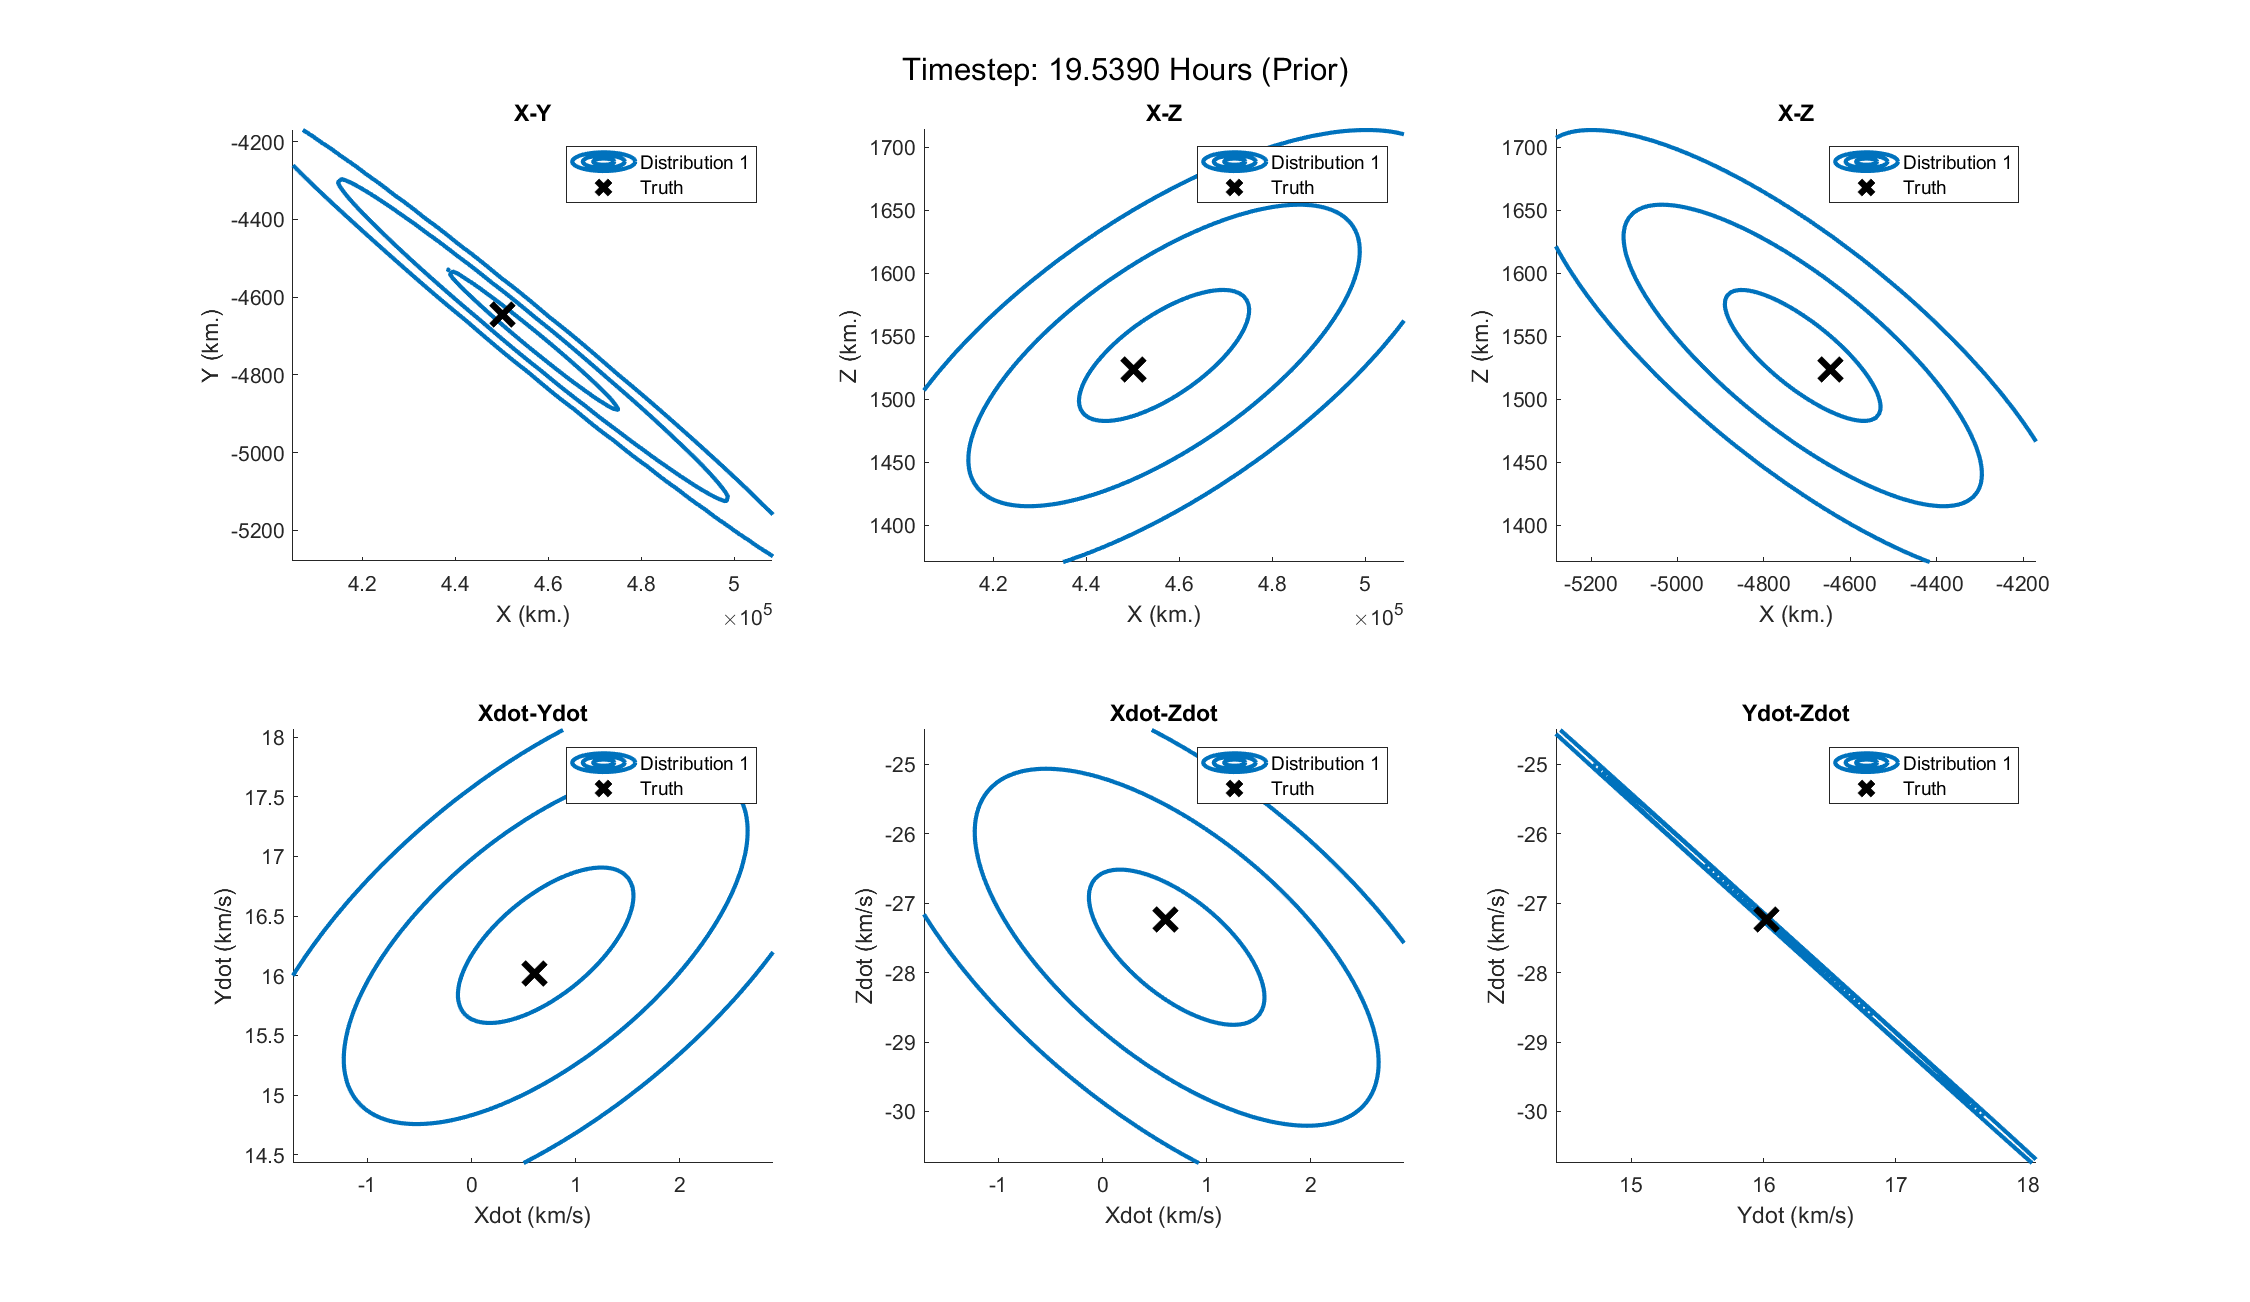 Timestep: 19.5390 Hours (Prior)
X-Y
Distribution 1
Truth
-4200
-4400
-4600
-4800
-5000
-5200
Y (km.)
4.2 4.4 4.6 4.8 5
X (km.)
×10^5
X-Z
Distribution 1
Truth
1700
1650
1600
1550
1500
1450
1400
Z (km.)
4.2 4.4 4.6 4.8 5
X (km.)
×10^5
X-Z
Distribution 1
Truth
1700
1650
1600
1550
1500
1450
1400
Z (km.)
-5200 -5000 -4800 -4600 -4400 -4200
X (km.)
Xdot-Ydot
Distribution 1
Truth
18
17.5
17
16.5
16
15.5
15
14.5
Ydot (km/s)
-1 0 1 2
Xdot (km/s)
Xdot-Zdot
Distribution 1
Truth
-25
-26
-27
-28
-29
-30
Zdot (km/s)
-1 0 1 2
Xdot (km/s)
Ydot-Zdot
Distribution 1
Truth
-25
-26
-27
-28
-29
-30
Zdot (km/s)
15 16 17 18
Ydot (km/s)